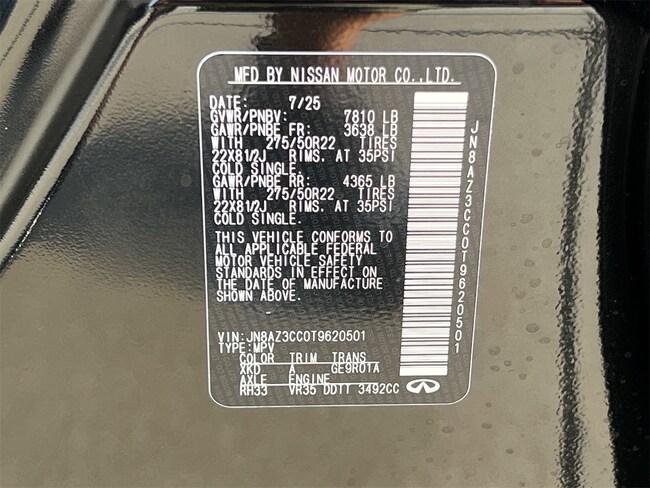 MFD BY NISSAN MOTOR CO.,LTD.
DATE: 7/25
GVWR/PNBV: 7810 LB
GAWR/PNBE FR: 3638 LB
WITH 275/50R22 TIRES
22X81/2J RIMS. AT 35PSI
COLD SINGLE.
GAWR/PNBE RR: 4365 LB
WITH 275/50R22 TIRES
22X81/2J RIMS. AT 35PSI
COLD SINGLE.
THIS VEHICLE CONFORMS TO
ALL APPLICABLE FEDERAL
MOTOR VEHICLE SAFETY
STANDARDS IN EFFECT ON
THE DATE OF MANUFACTURE
SHOWN ABOVE.
VIN:JN8AZ3CC0T9620501
TYPE:MPV
COLOR TRIM TRANS
XKD A GE9R01A
AXLE ENGINE
RH33 VR35 DDTT 3492CC
JN8AZ3CC0T9620501